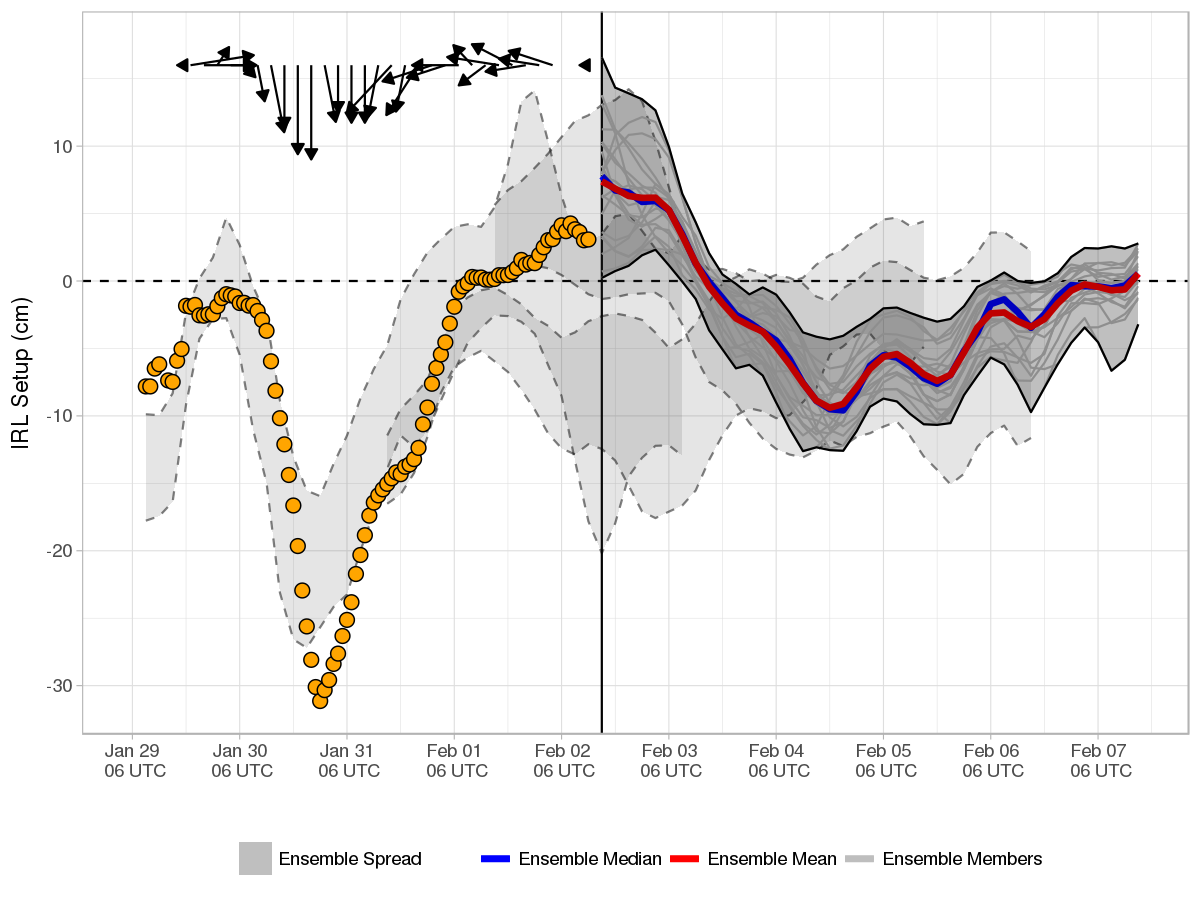 IRL Setup (cm)
10
0
-10
-20
-30
Jan 29 Jan 30 Jan 31 Feb 01 Feb 02 Feb 03 Feb 04 Feb 05 Feb 06 Feb 07
06 UTC 06 UTC 06 UTC 06 UTC 06 UTC 06 UTC 06 UTC 06 UTC 06 UTC 06 UTC
Ensemble Spread Ensemble Median Ensemble Mean Ensemble Members